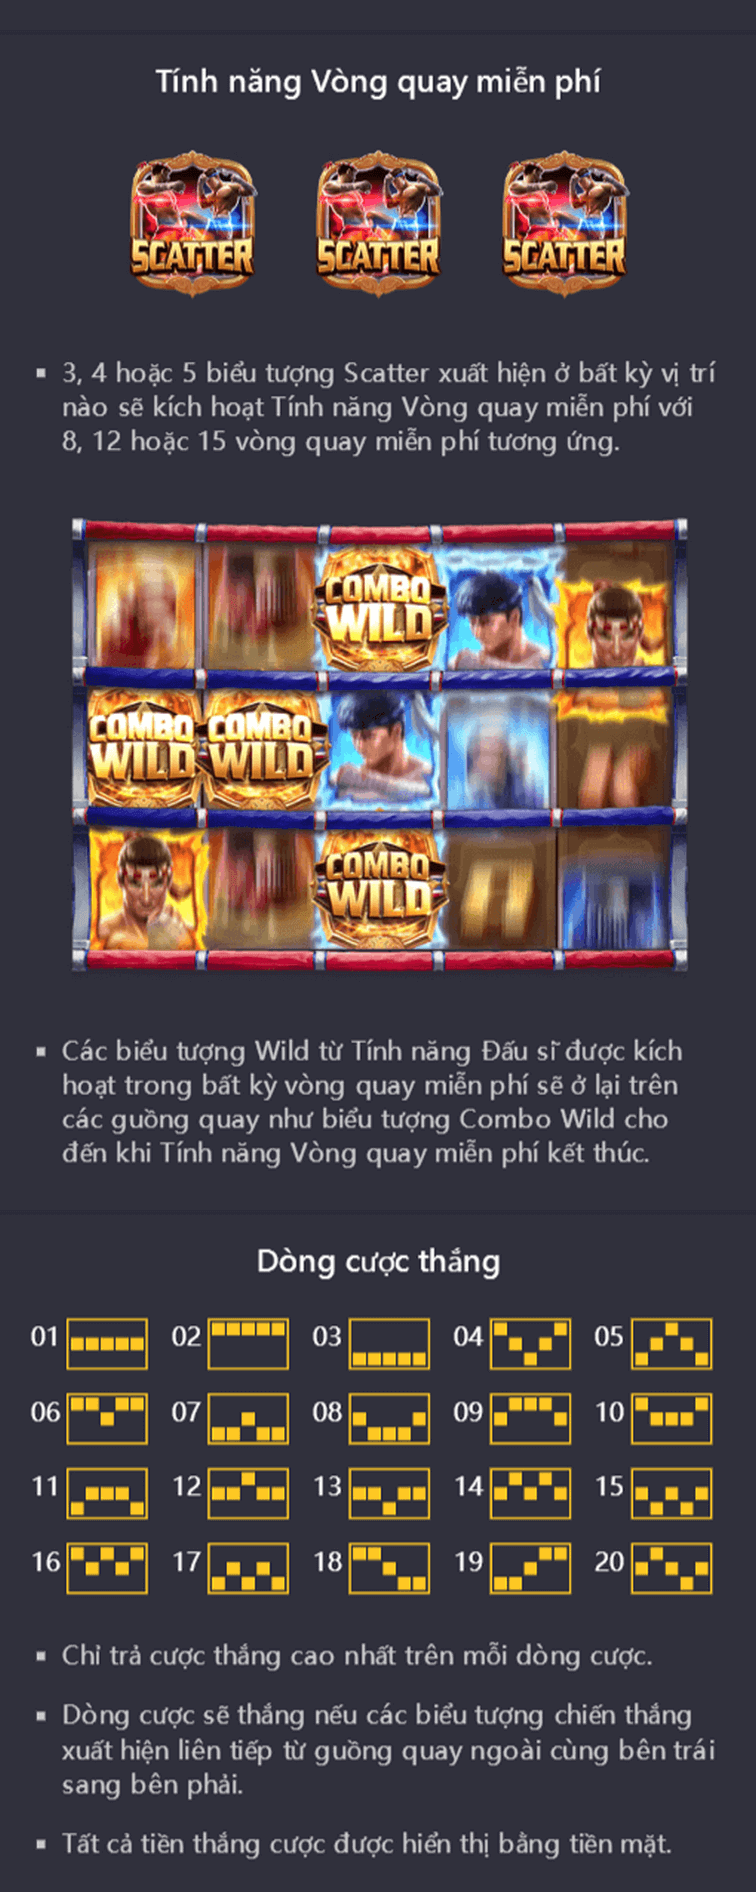 Tính năng Vòng quay miễn phí
SCATTER SCATTER SCATTER
▪ 3, 4 hoặc 5 biểu tượng Scatter xuất hiện ở bất kỳ vị trí
nào sẽ kích hoạt Tính năng Vòng quay miễn phí với
8, 12 hoặc 15 vòng quay miễn phí tương ứng.
COMBO
WILD
COMBO COMBO
WILD WILD
COMBO
WILD
▪ Các biểu tượng Wild từ Tính năng Đấu sĩ được kích
hoạt trong bất kỳ vòng quay miễn phí sẽ ở lại trên
các guồng quay như biểu tượng Combo Wild cho
đến khi Tính năng Vòng quay miễn phí kết thúc.
Dòng cược thắng
01 02 03 04 05
06 07 08 09 10
11 12 13 14 15
16 17 18 19 20
▪ Chỉ trả cược thắng cao nhất trên mỗi dòng cược.
▪ Dòng cược sẽ thắng nếu các biểu tượng chiến thắng
xuất hiện liên tiếp từ guồng quay ngoài cùng bên trái
sang bên phải.
▪ Tất cả tiền thắng cược được hiển thị bằng tiền mặt.